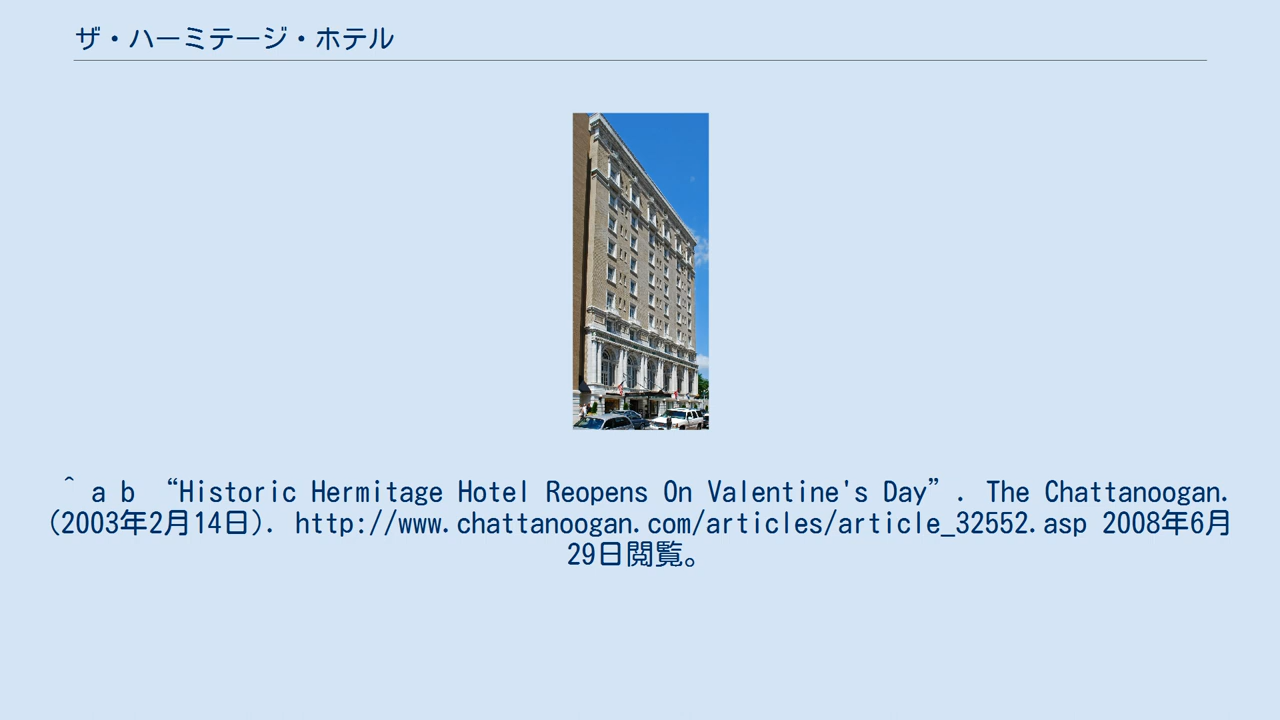 ザ・ハーミテージ・ホテル
^ a b “Historic Hermitage Hotel Reopens On Valentine's Day”. The Chattanoogan.
(2003年2月14日). http://www.chattanoogan.com/articles/article_32552.asp 2008年6月
29日閲覧。